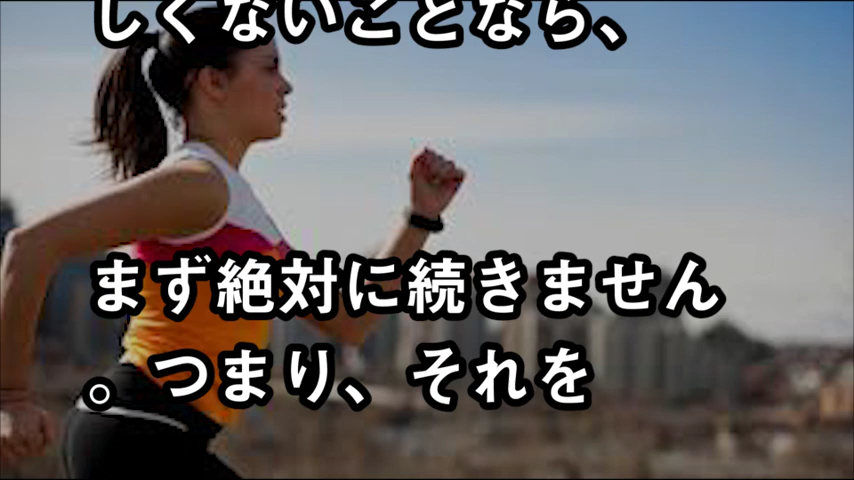 しくないことなら、
まず絶対に続きません
。つまり、それを